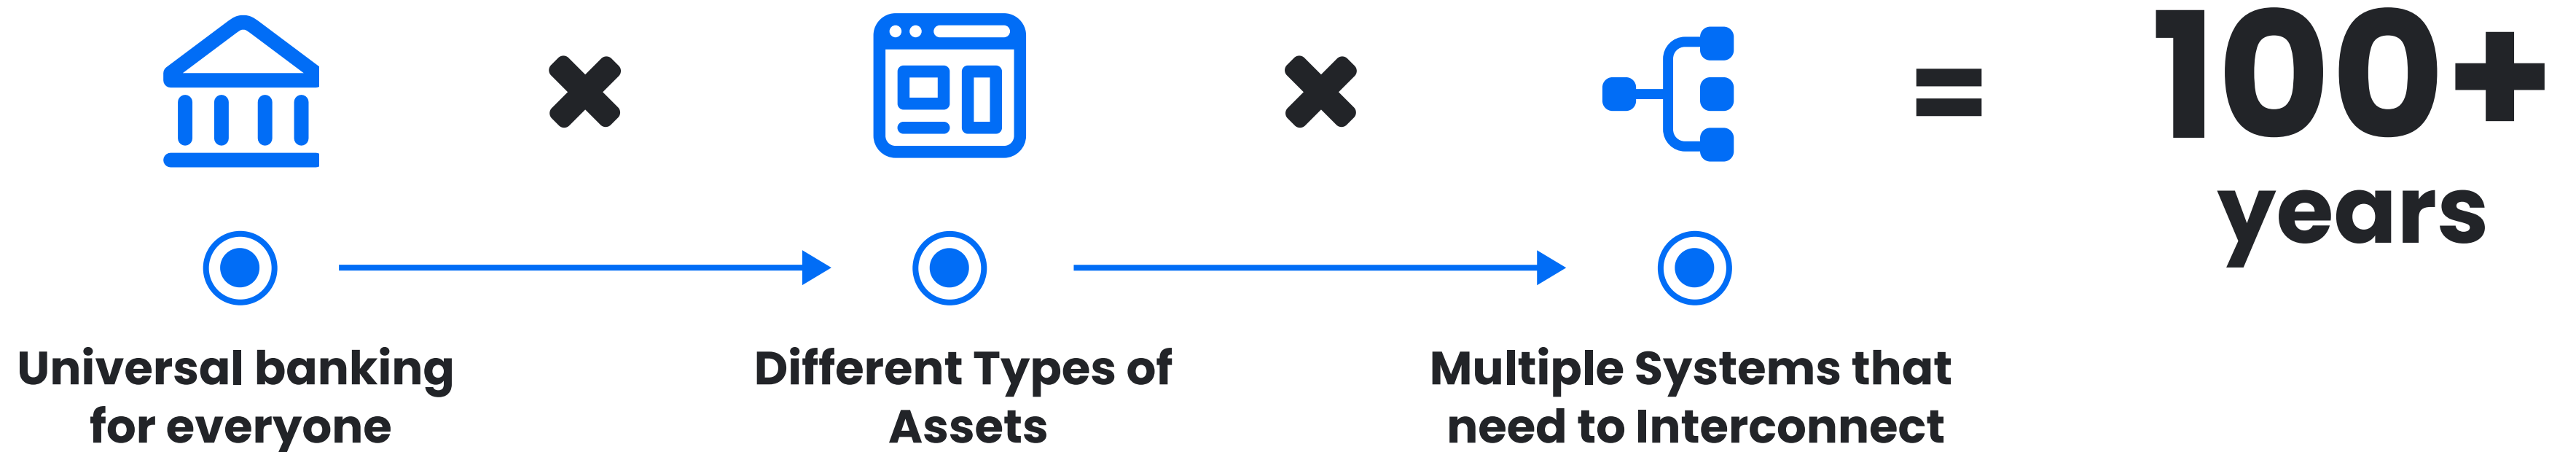 100+
years
Universal banking
for everyone
Different Types of
Assets
Multiple Systems that
need to Interconnect